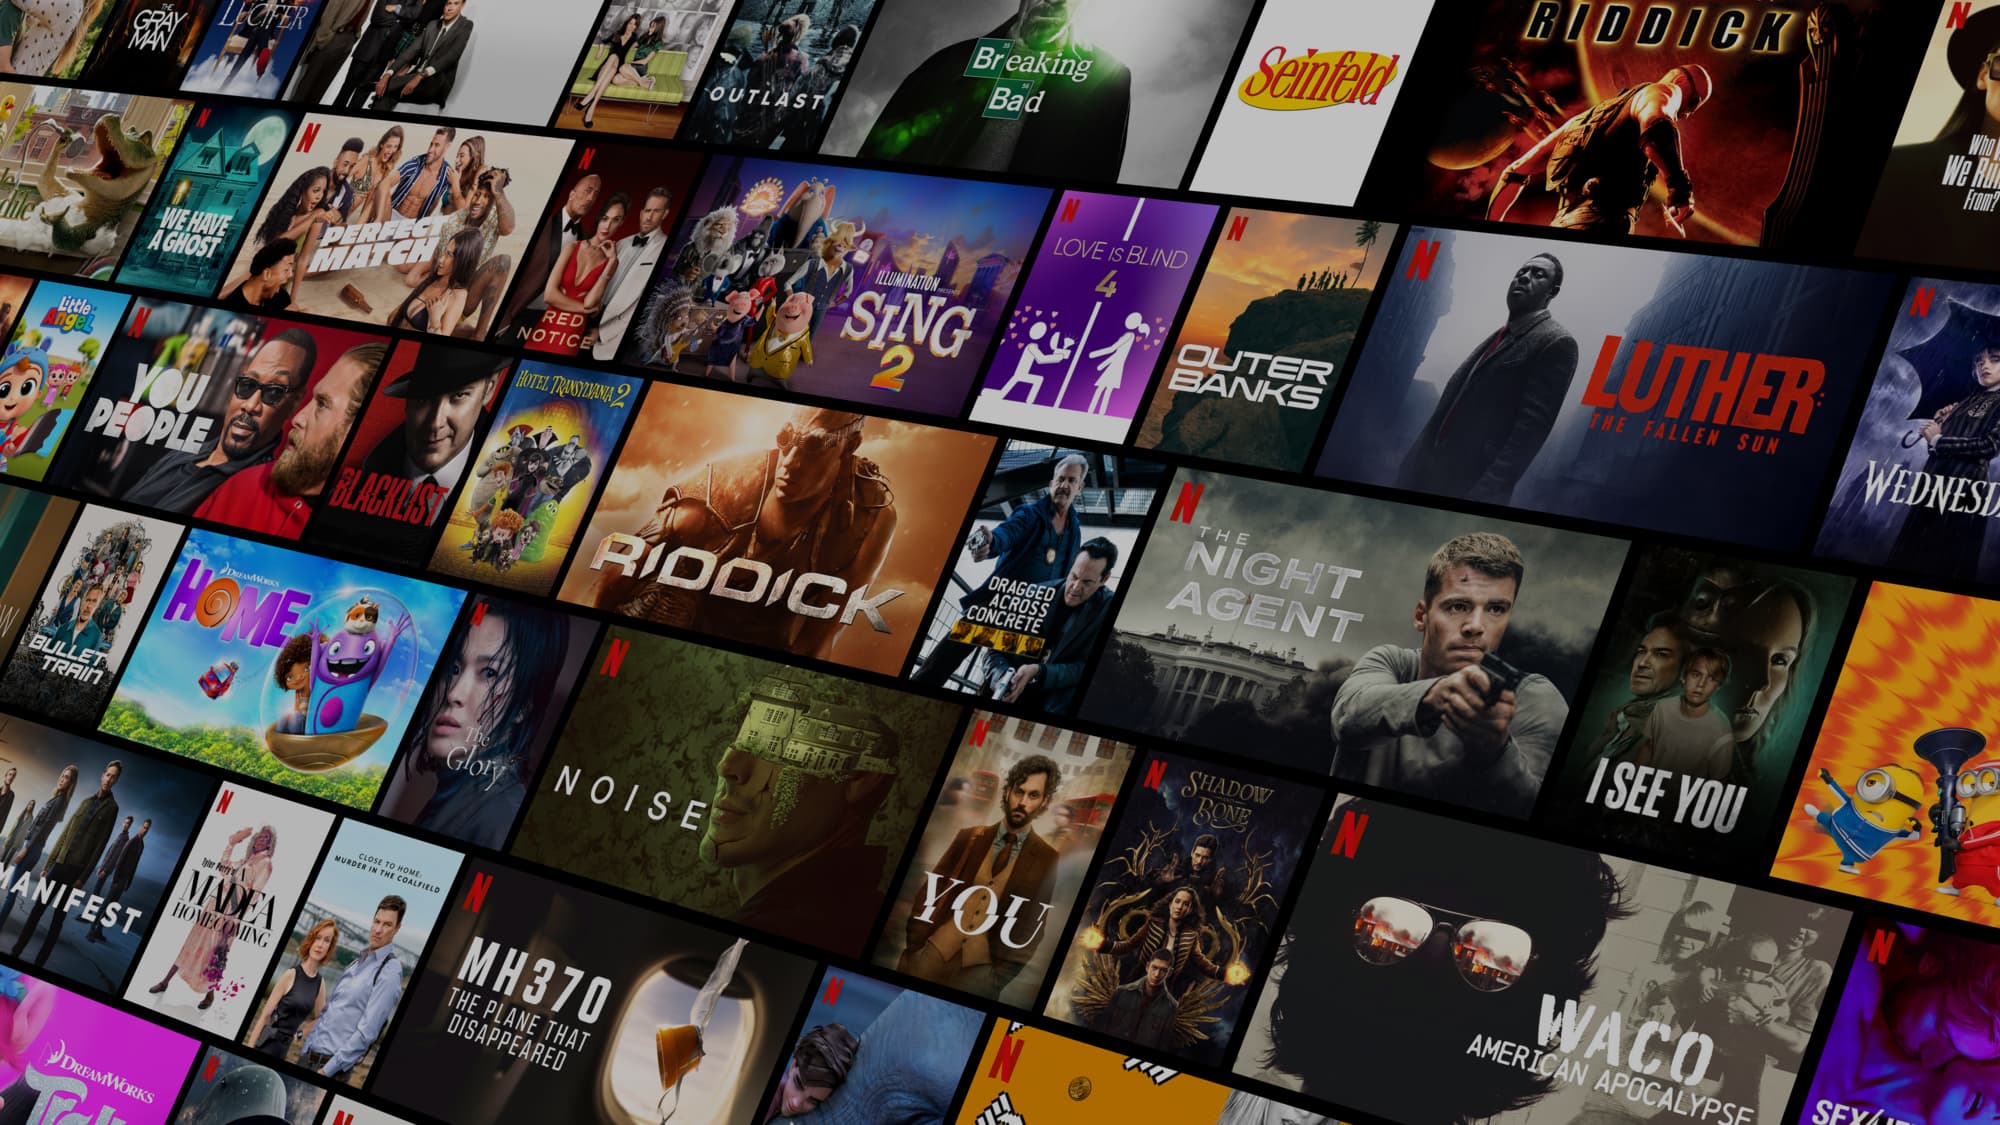 THE
GRAY
MAN
LUCIFER
OUTLAST
Breaking
Bad
Seinfeld
RIDDICK
N
We
From?
N
WE HAVE
A GHOST
N
PERFECT
MATCH
N
RED
NOTICE
ILLUMINATION
SING
2
N
LOVE IS BLIND
4
N
OUTER
BANKS
N
LUTHER:
THE FALLEN SUN
N
Little
Angel
N
YOU
PEOPLE
BLACKLIST
HOTEL TRANSYLVANIA 2
RIDDICK
DRAGGED
ACROSS
CONCRETE
N
THE
NIGHT
AGENT
I SEE YOU
BULLET
TRAIN
DREAMWORKS
HOME
N
The
Glory
N
NOISE
N
YOU
N
SHADOW
AND
BONE
N
WACO
AMERICAN APOCALYPSE
MANIFEST
N
Tyler Perry's
A
MADEA
HOMECOMING
CLOSE TO HOME:
MURDER IN THE COALFIELD
N
MH370
THE PLANE THAT
DISAPPEARED
N
N
N
DREAMWORKS
N
N